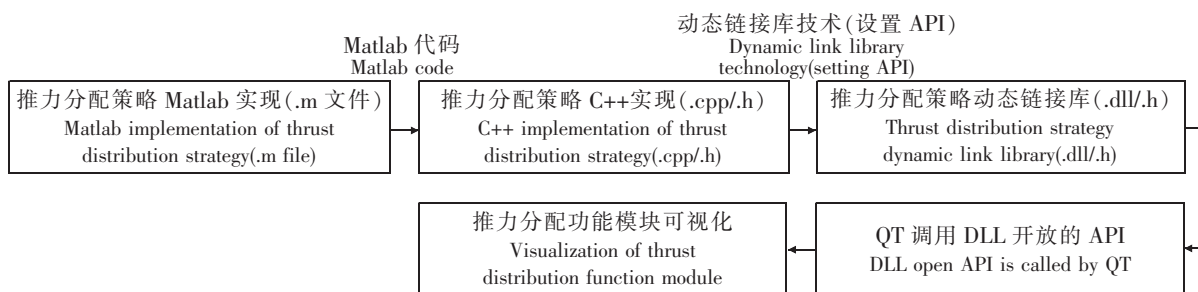 Matlab 代码
Matlab code
动态链接库技术(设置 API)
Dynamic link library
technology(setting API)
推力分配策略 Matlab 实现(.m 文件)
Matlab implementation of thrust
distribution strategy(.m file)
推力分配策略 C++实现(.cpp/.h)
C++ implementation of thrust
distribution strategy(.cpp/.h)
推力分配策略动态链接库(.dll/.h)
Thrust distribution strategy
dynamic link library(.dll/.h)
QT 调用 DLL 开放的 API
DLL open API is called by QT
推力分配功能模块可视化
Visualization of thrust
distribution function module